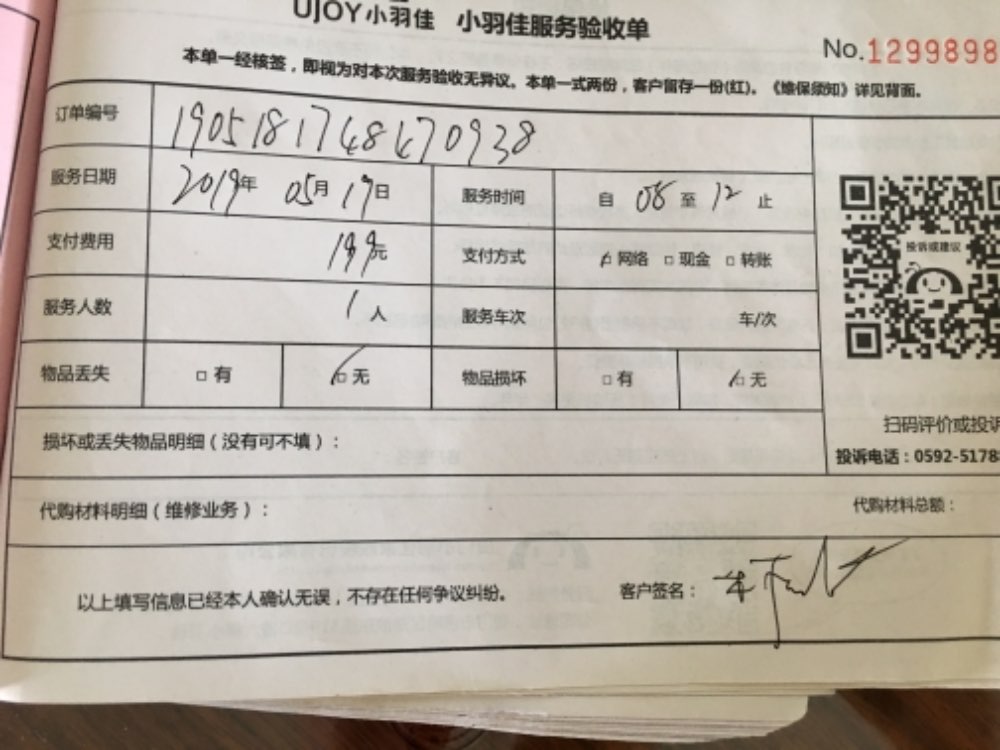 UJOY小羽佳 小羽佳服务验收单
No.1299898
本单一经核签，即视为对本次服务验收无异议。本单一式两份，客户留存一份(红)。《维保须知》详见背面。
订单编号 1905181748470938
服务日期 2019年 05月 19日 服务时间 自 08 至 12 止
支付费用 199元 支付方式 网络 现金 转账
服务人数 1人 服务车次 车/次
物品丢失 有 无 物品损坏 有 无
投诉或建议
扫码评价或投诉
投诉电话：0592-5178
损坏或丢失物品明细（没有可不填）：
代购材料明细（维修业务）： 代购材料总额：
以上填写信息已经本人确认无误，不存在任何争议纠纷。 客户签名：